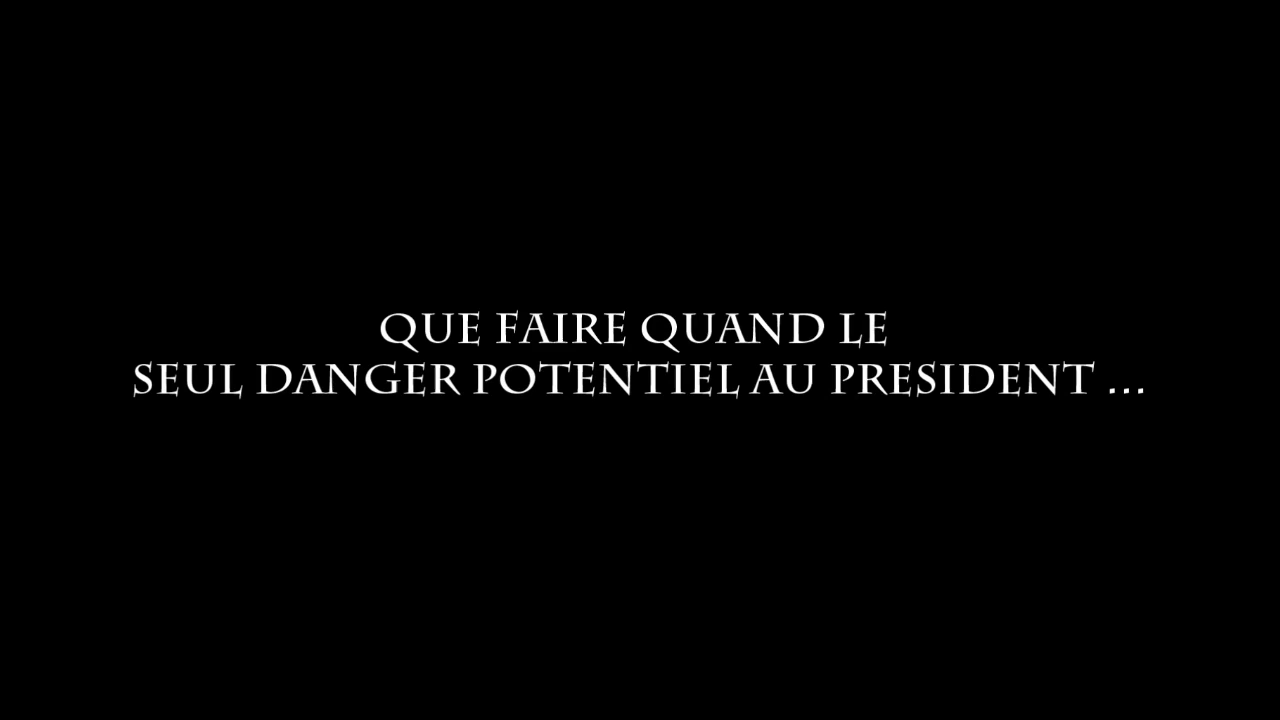 QUE FAIRE QUAND LE
SEUL DANGER POTENTIEL AU PRESIDENT ...